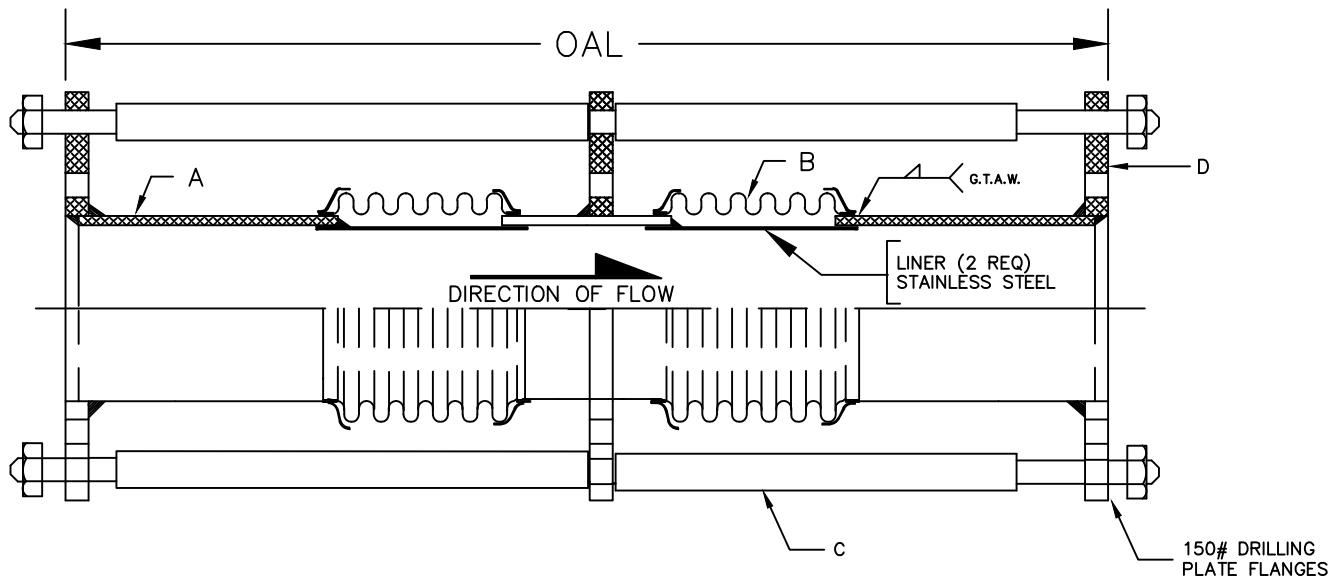 OAL
A
B
D
G.T.A.W.
LINER (2 REQ)
STAINLESS STEEL
DIRECTION OF FLOW
C
150# DRILLING
PLATE FLANGES